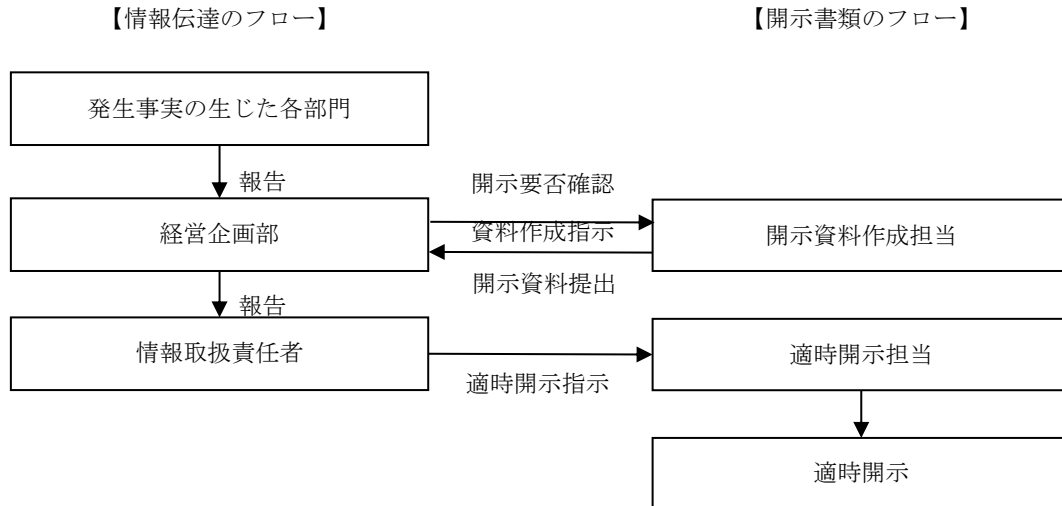 【情報伝達のフロー】
【開示書類のフロー】
発生事実の生じた各部門
報告
開示要否確認
経営企画部
資料作成指示
開示資料作成担当
開示資料提出
報告
情報取扱責任者
適時開示担当
適時開示指示
適時開示